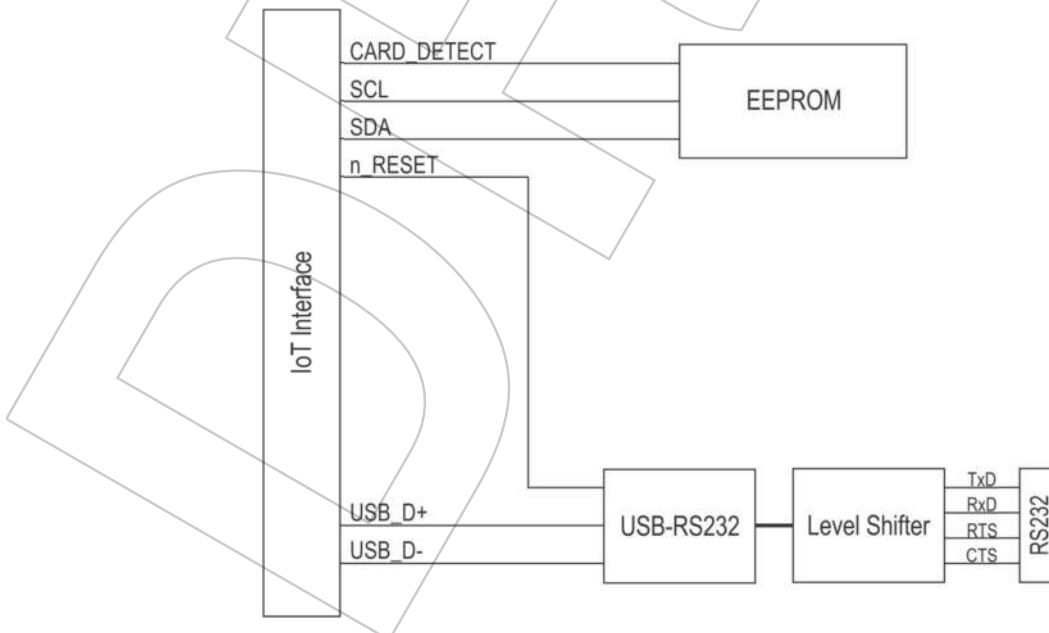 CARD_DETECT
SCL
SDA
n_RESET
EEPROM
IoT Interface
USB_D+
USB_D-
USB-RS232
Level Shifter
TxD
RxD
RTS
CTS
RS232